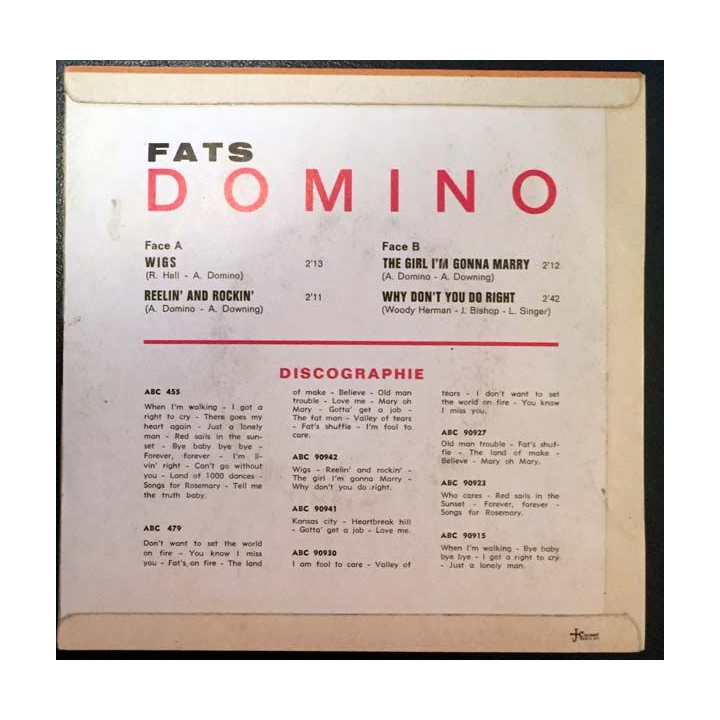 FATS
DOMINO
Face A
WIGS 2'13
(R. Hall - A. Domino)
REELIN' AND ROCKIN' 2'11
(A. Domino - A. Downing)
Face B
THE GIRL I'M GONNA MARRY 2'12
(A. Domino - A. Downing)
WHY DON'T YOU DO RIGHT 2'42
(Woody Herman - J. Bishop - L. Singer)
DISCOGRAPHIE
ABC 455
When I'm walking - I got a
right to cry - There goes my
heart again - Just a lonely
man - Red sails in the sun-
set - Bye baby bye bye -
Forever, forever - I'm li-
vin' right - Can't go without
you - Land of 1000 dances -
Songs for Rosemary - Tell me
the truth baby.
ABC 479
Don't want to set the world
on fire - You know I miss
you - Fat's on fire - The land
of make - Believe - Old man
trouble - Love me - Mary oh
Mary - Gotta' get a job -
The fat man - Valley of tears
- Fat's shuffle - I'm fool to
care.
ABC 90942
Wigs - Reelin' and rockin' -
The girl I'm gonna Marry -
Why don't you do right.
ABC 90941
Kansas city - Heartbreak hill
- Gotta' get a job - Love me.
ABC 90930
I am fool to care - Valley of
tears - I don't want to set
the world on fire - You know
I miss you.
ABC 90927
Old man trouble - Fat's shuf-
fle - The land of make -
Believe - Mary oh Mary.
ABC 90923
Who cares - Red sails in the
Sunset - Forever, forever -
Songs for Rosemary.
ABC 90915
When I'm walking - Bye baby
bye bye - I get a right to cry
- Just a lonely man.